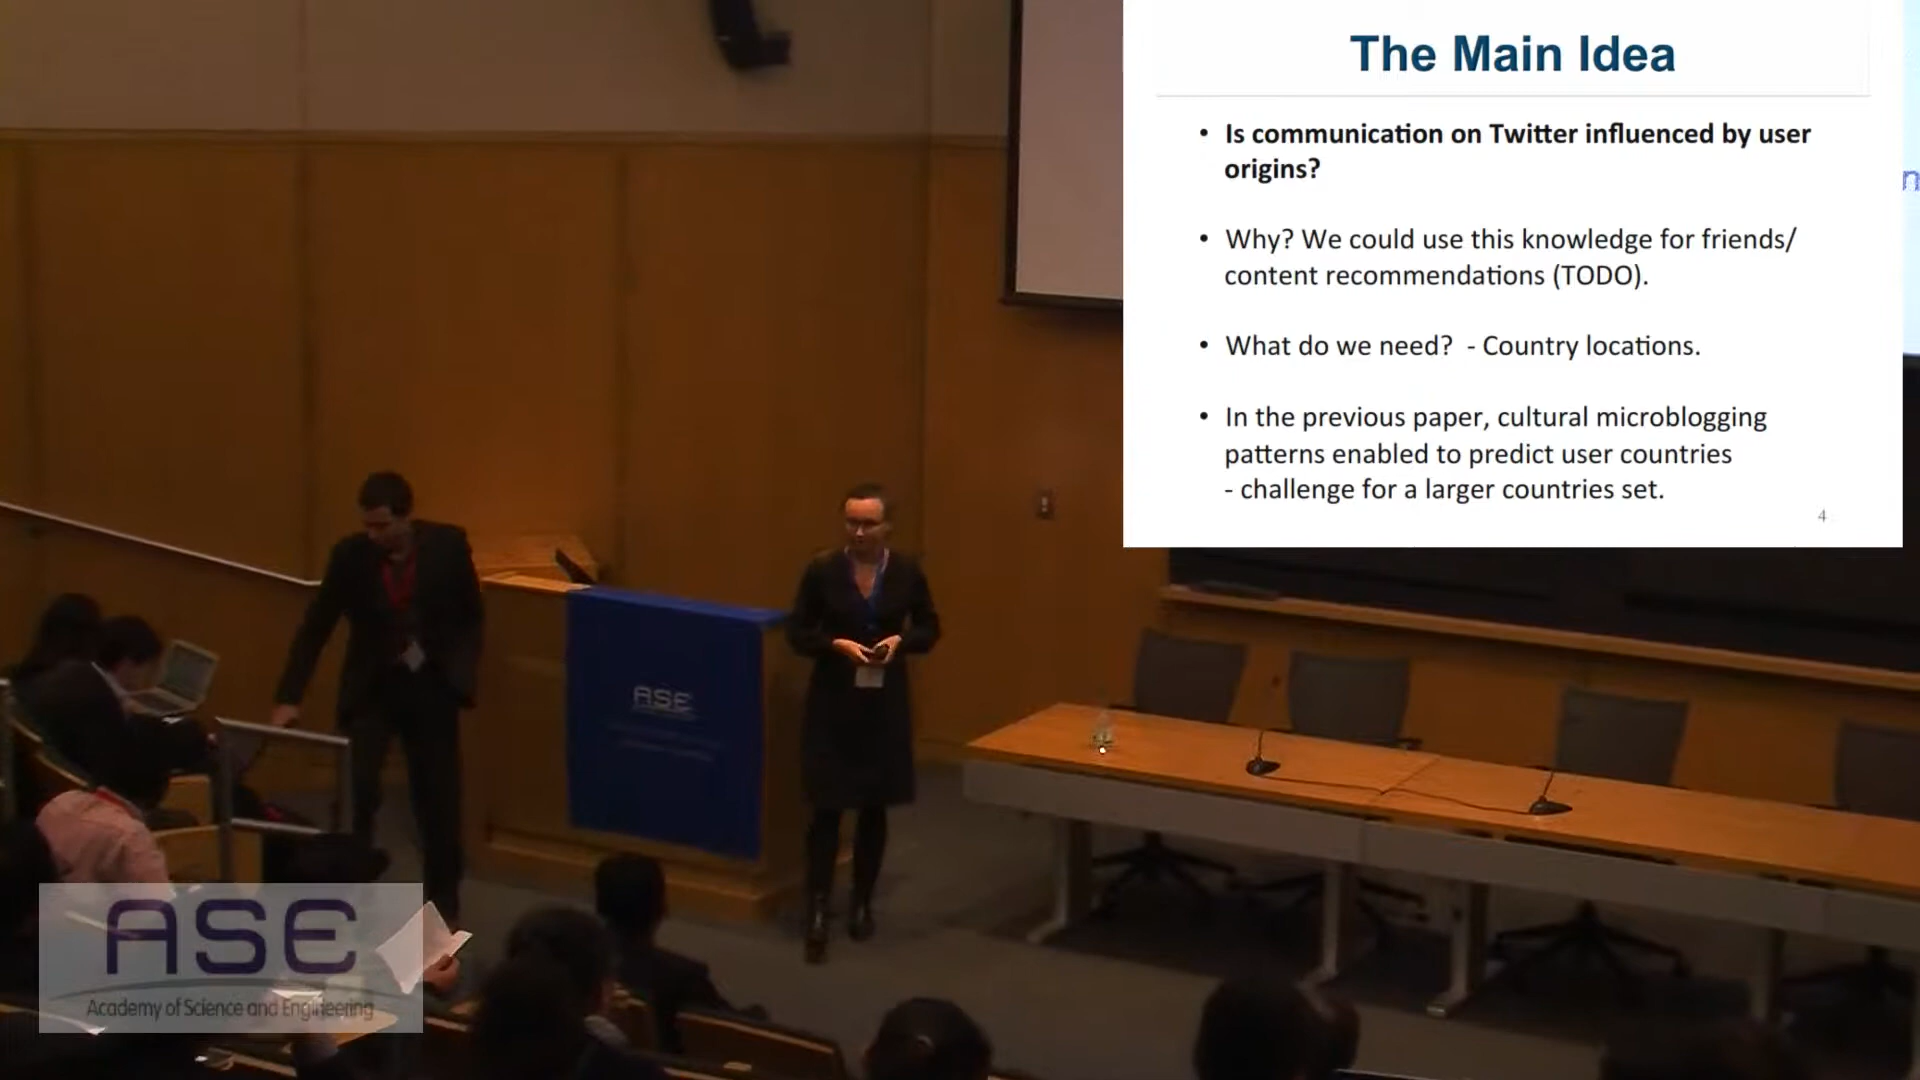 The Main Idea
• Is communication on Twitter influenced by user
origins?
• Why? We could use this knowledge for friends/
content recommendations (TODO).
• What do we need?  - Country locations.
• In the previous paper, cultural microblogging
patterns enabled to predict user countries
- challenge for a larger countries set.
4
n
ASE
ASE
Academy of Science and Engineering